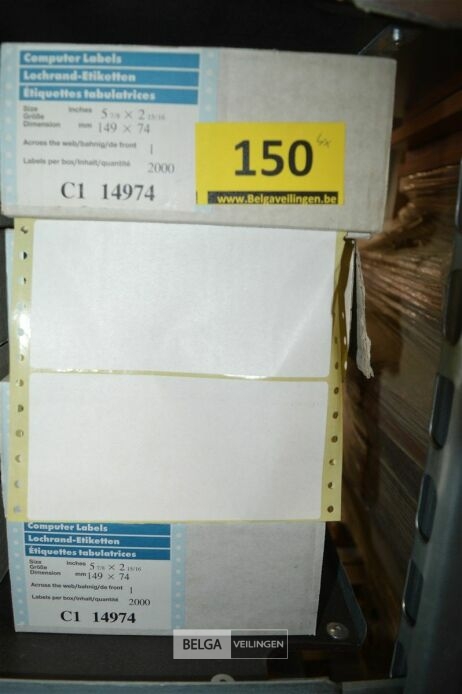 Computer Labels
Lochrand-Etiketten
Étiquettes tabulatrices
Size Größe Dimension
inches 5 7/8 × 2 15/16
mm 149 × 74
Across the web/bahnig/de front 1
Labels per box/Inhalt/quantité 2000
C1 14974
150 4x
www.Belgaveilingen.be
Computer Labels
Lochrand-Etiketten
Étiquettes tabulatrices
Size Größe Dimension
inches 5 7/8 × 2 15/16
mm 149 × 74
Across the web/bahnig/de front 1
Labels per box/Inhalt/quantité 2000
C1 14974
BELGA VEILINGEN